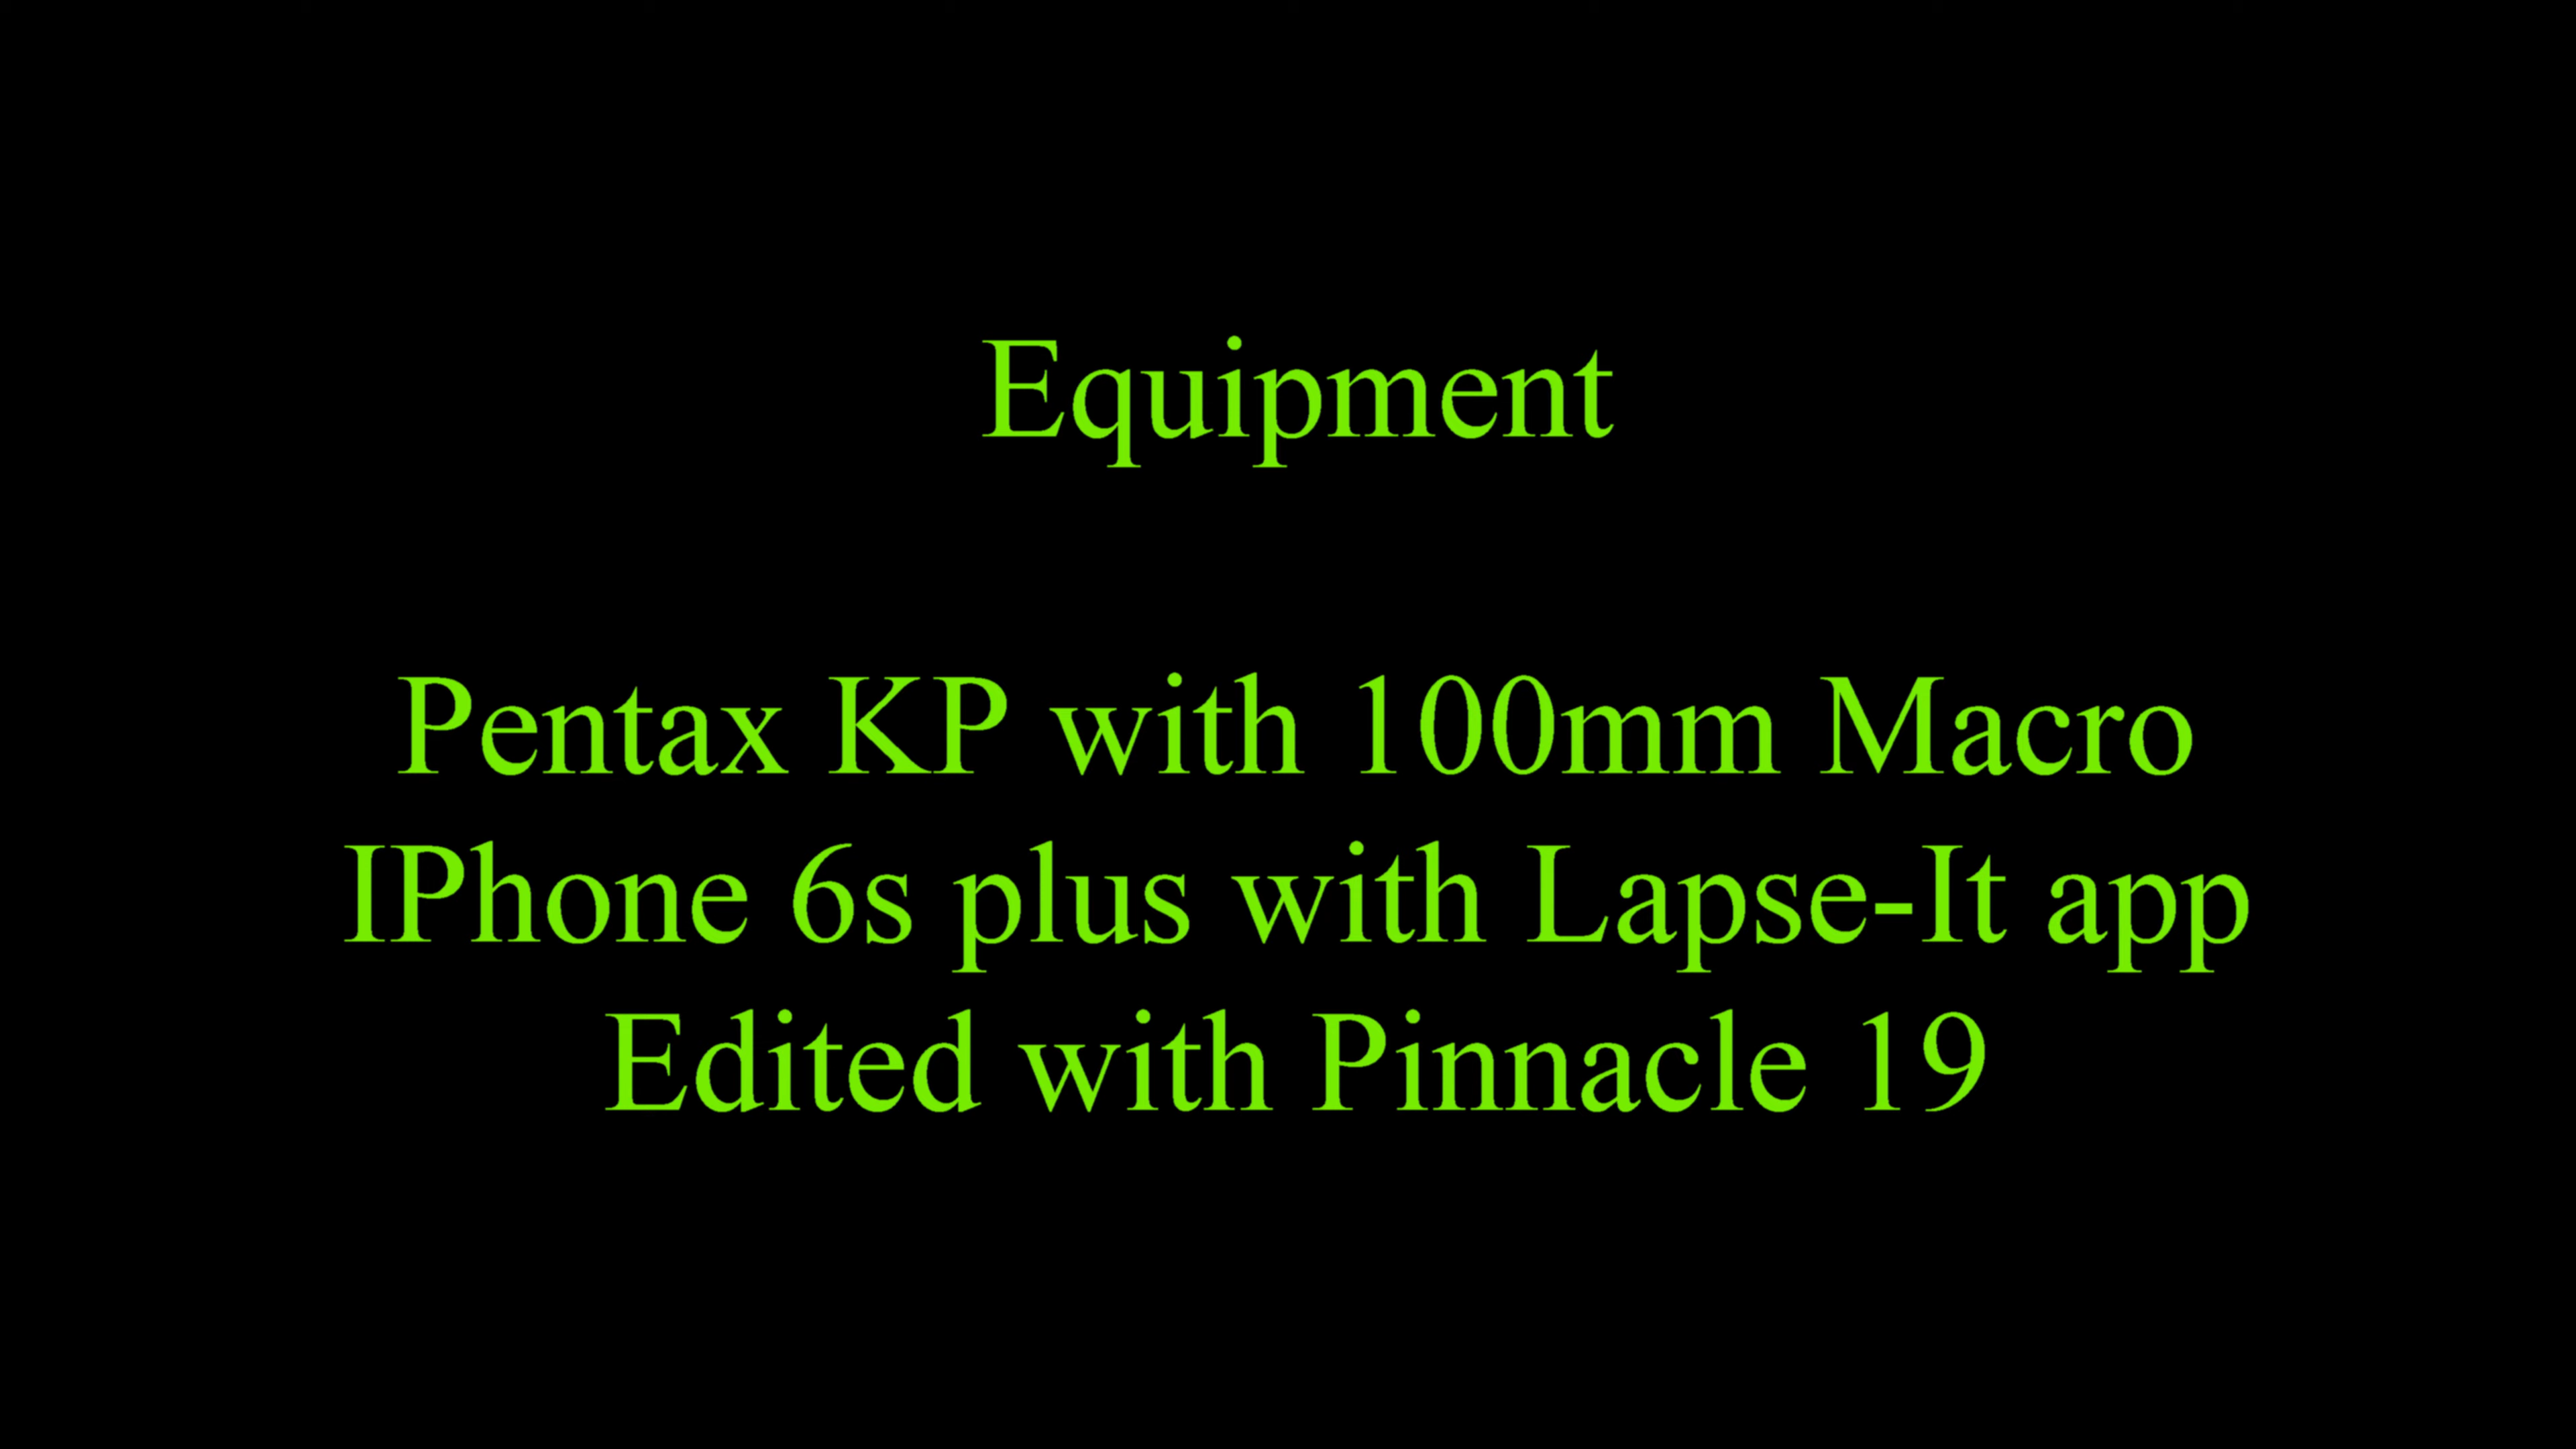 Equipment
Pentax KP with 100mm Macro
IPhone 6s plus with Lapse-It app
Edited with Pinnacle 19